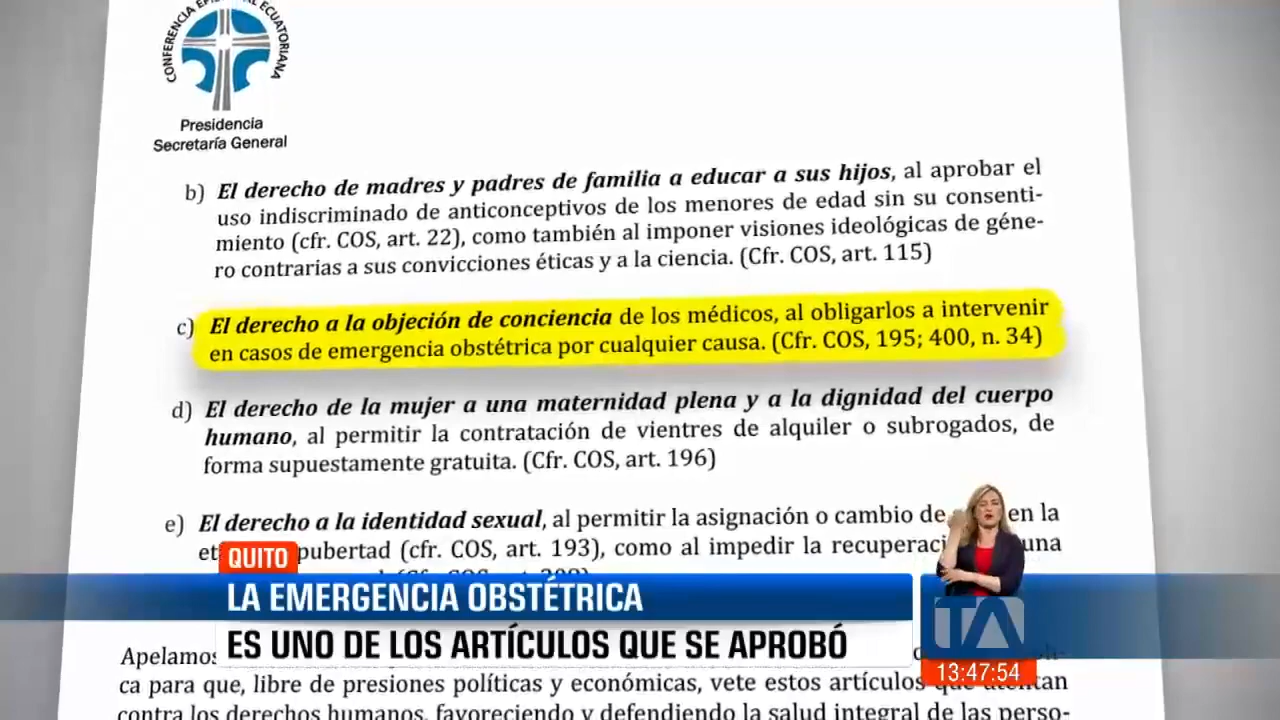 CONFERENCIA EPISCOPAL ECUATORIANA
Presidencia
Secretaría General
b) El derecho de madres y padres de familia a educar a sus hijos, al aprobar el
uso indiscriminado de anticonceptivos de los menores de edad sin su consenti-
miento (cfr. COS, art. 22), como también al imponer visiones ideológicas de géne-
ro contrarias a sus convicciones éticas y a la ciencia. (Cfr. COS, art. 115)
c) El derecho a la objeción de conciencia de los médicos, al obligarlos a intervenir
en casos de emergencia obstétrica por cualquier causa. (Cfr. COS, 195; 400, n. 34)
d) El derecho de la mujer a una maternidad plena y a la dignidad del cuerpo
humano, al permitir la contratación de vientres de alquiler o subrogados, de
forma supuestamente gratuita. (Cfr. COS, art. 196)
e) El derecho a la identidad sexual, al permitir la asignación o cambio de en la
pubertad (cfr. COS, art. 193), como al impedir la una
QUITO
LA EMERGENCIA OBSTÉTRICA
ES UNO DE LOS ARTÍCULOS QUE SE APROBÓ
TA
13:47:54
Apelamos
ca para que, libre de presiones políticas y económicas, vete estos artículos que atentan
contra los derechos humanos, favoreciendo y defendiendo la salud integral de las perso-